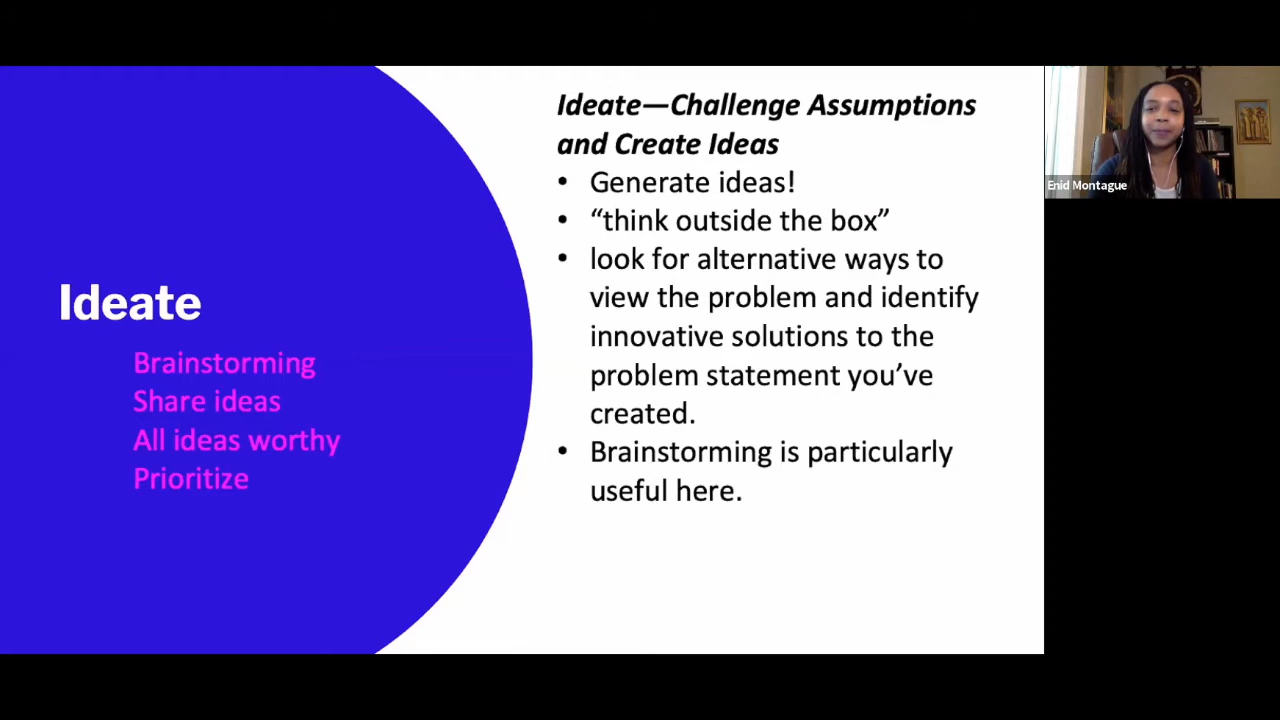 Ideate
Brainstorming
Share ideas
All ideas worthy
Prioritize
Ideate—Challenge Assumptions
and Create Ideas
• Generate ideas!
• “think outside the box”
• look for alternative ways to
view the problem and identify
innovative solutions to the
problem statement you’ve
created.
• Brainstorming is particularly
useful here.
Enid Montague